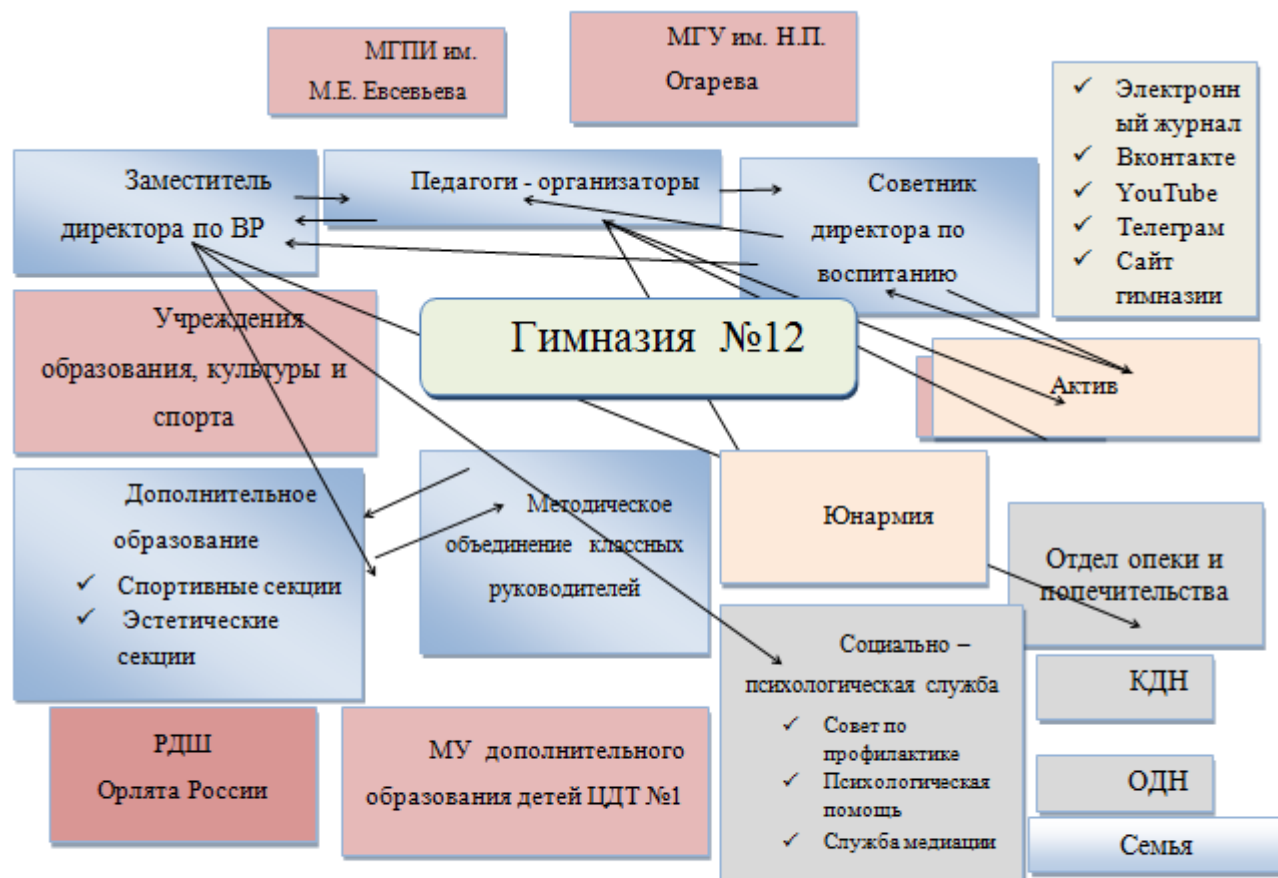 МГПИ им.
М.Е. Евсевьева
МГУ им. Н.П.
Огарева
Электронн
ый журнал
Вконтакте
YouTube
Телеграм
Сайт
гимназии
Заместитель
директора по ВР
Педагоги - организаторы
Советник
директора по
воспитанию
Гимназия №12
Учреждения
образования, культуры и
спорта
Актив
Дополнительное
образование
Спортивные секции
Эстетические
секции
Методическое
объединение классных
руководителей
Юнармия
Отдел опеки и
попечительства
Социально –
психологическая служба
Совет по
профилактике
Психологическая
помощь
Служба медиации
КДН
ОДН
Семья
РДШ
Орлята России
МУ дополнительного
образования детей ЦДТ №1